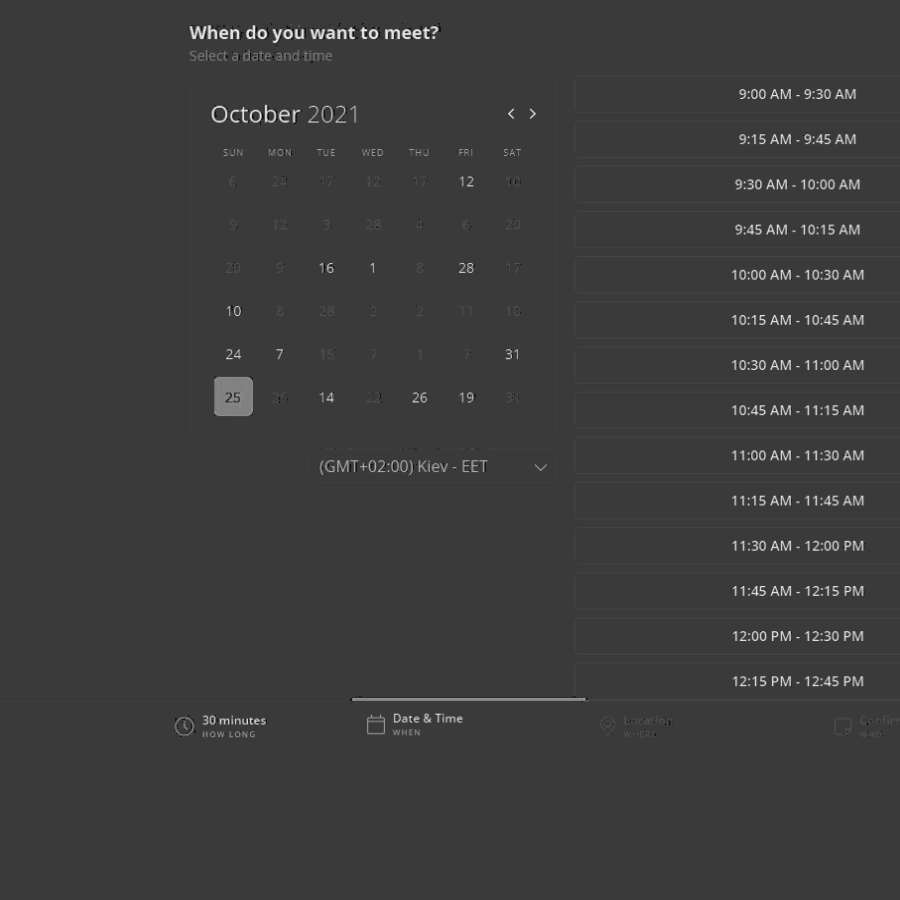 When do you want to meet?
Select a date and time
October 2021
SUN MON TUE WED THU FRI SAT
6 24 17 12 17 12 10
9 12 3 28 4 6 20
20 9 16 1 8 28 17
10 8 28 2 2 11 10
24 7 15 7 1 7 31
25 14 26 19 31
(GMT+02:00) Kiev - EET
9:00 AM - 9:30 AM
9:15 AM - 9:45 AM
9:30 AM - 10:00 AM
9:45 AM - 10:15 AM
10:00 AM - 10:30 AM
10:15 AM - 10:45 AM
10:30 AM - 11:00 AM
10:45 AM - 11:15 AM
11:00 AM - 11:30 AM
11:15 AM - 11:45 AM
11:30 AM - 12:00 PM
11:45 AM - 12:15 PM
12:00 PM - 12:30 PM
12:15 PM - 12:45 PM
30 minutes
HOW LONG
Date & Time
WHEN
Location
WHERE